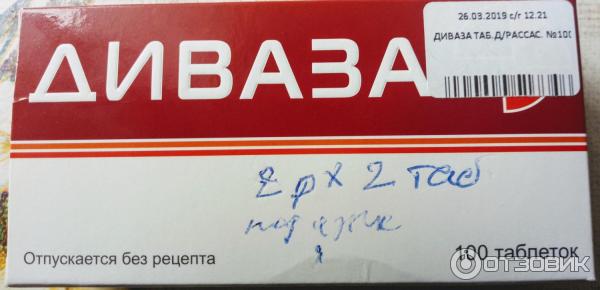 26.03.2019 с/г 12.21
ДИВАЗА ТАБ.Д/РАССАС. №100
ДИВАЗА
2 р х 2 таб
под язык
Отпускается без рецепта
100 таблеток
ОТЗОВИК